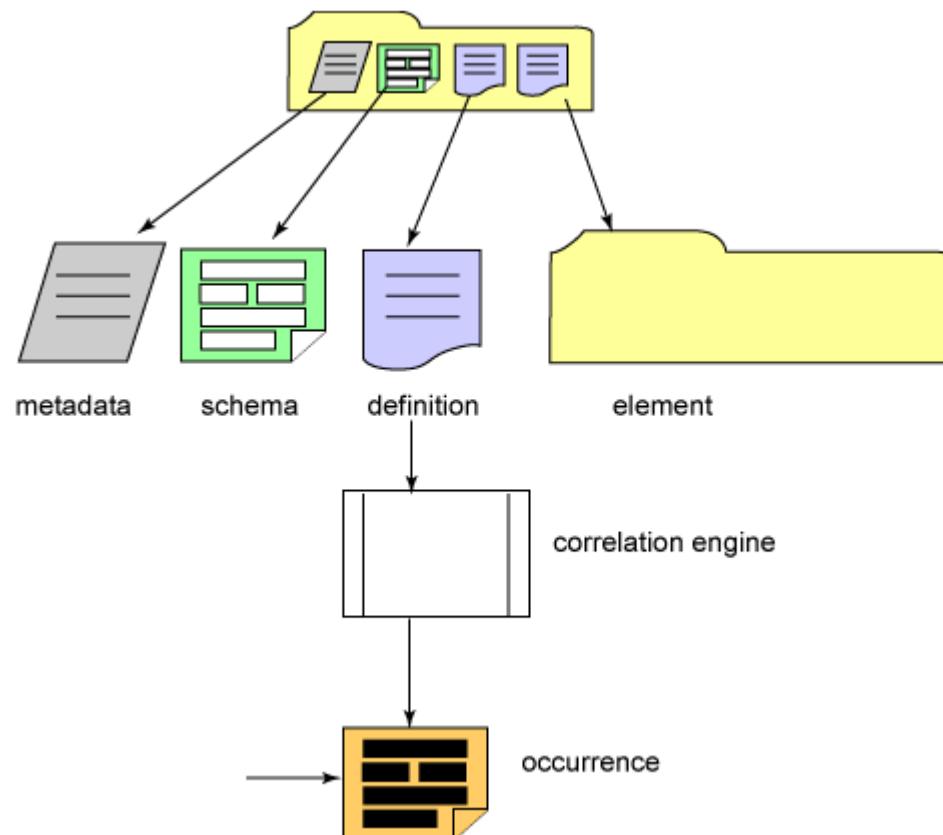 metadata
schema
definition
element
correlation engine
occurrence